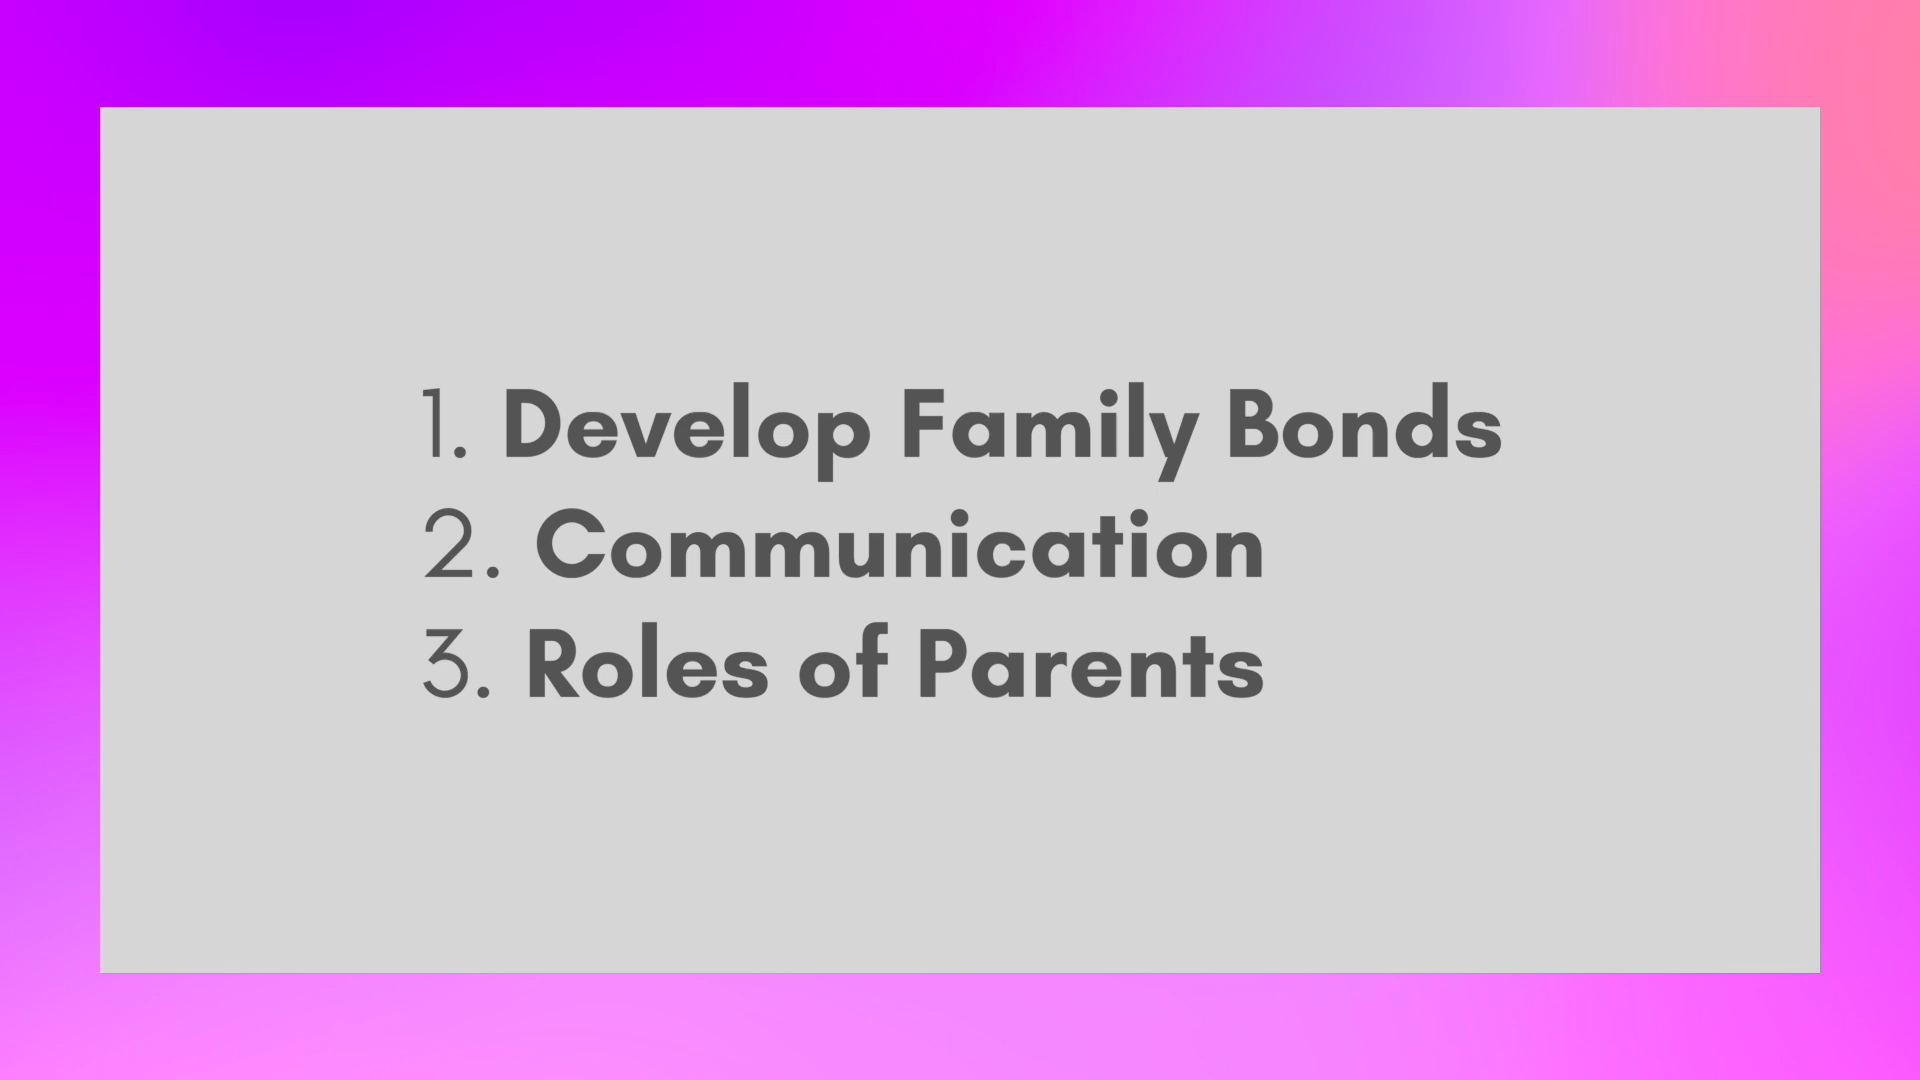 1. Develop Family Bonds
2. Communication
3. Roles of Parents